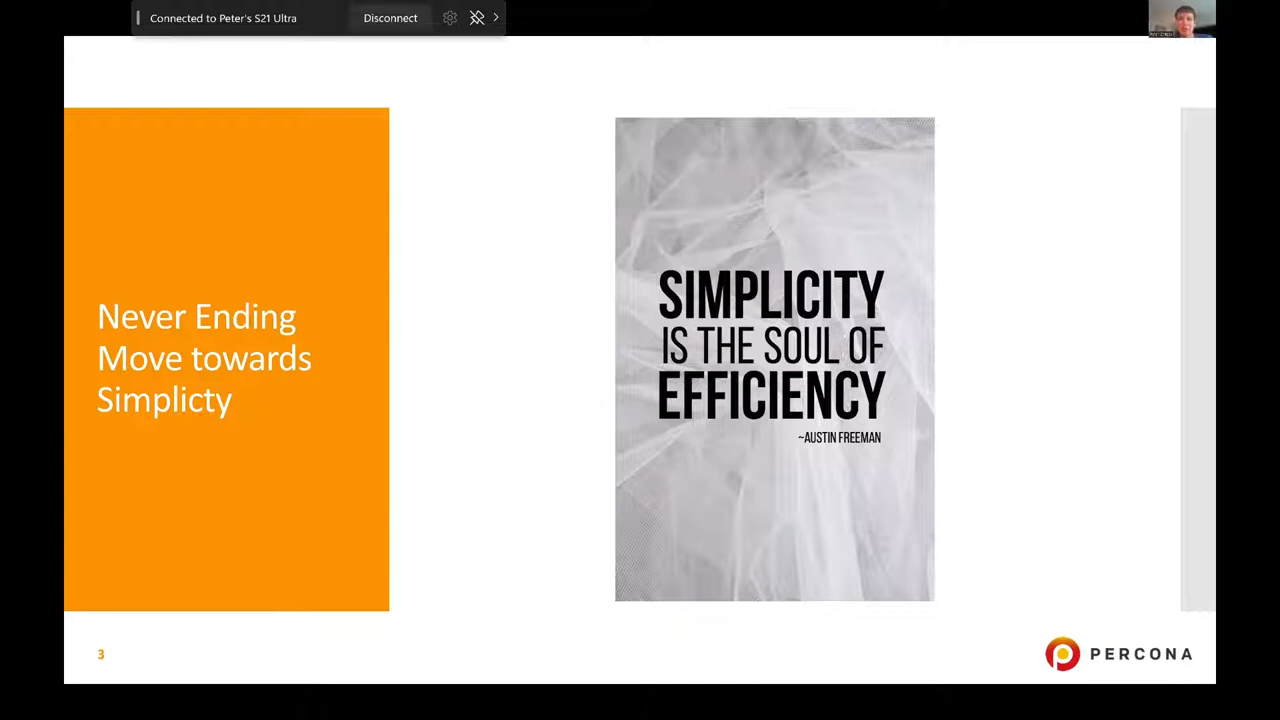 Connected to Peter's S21 Ultra
Disconnect
Never Ending
Move towards
Simplicty
SIMPLICITY
IS THE SOUL OF
EFFICIENCY
~AUSTIN FREEMAN
3
PERCONA